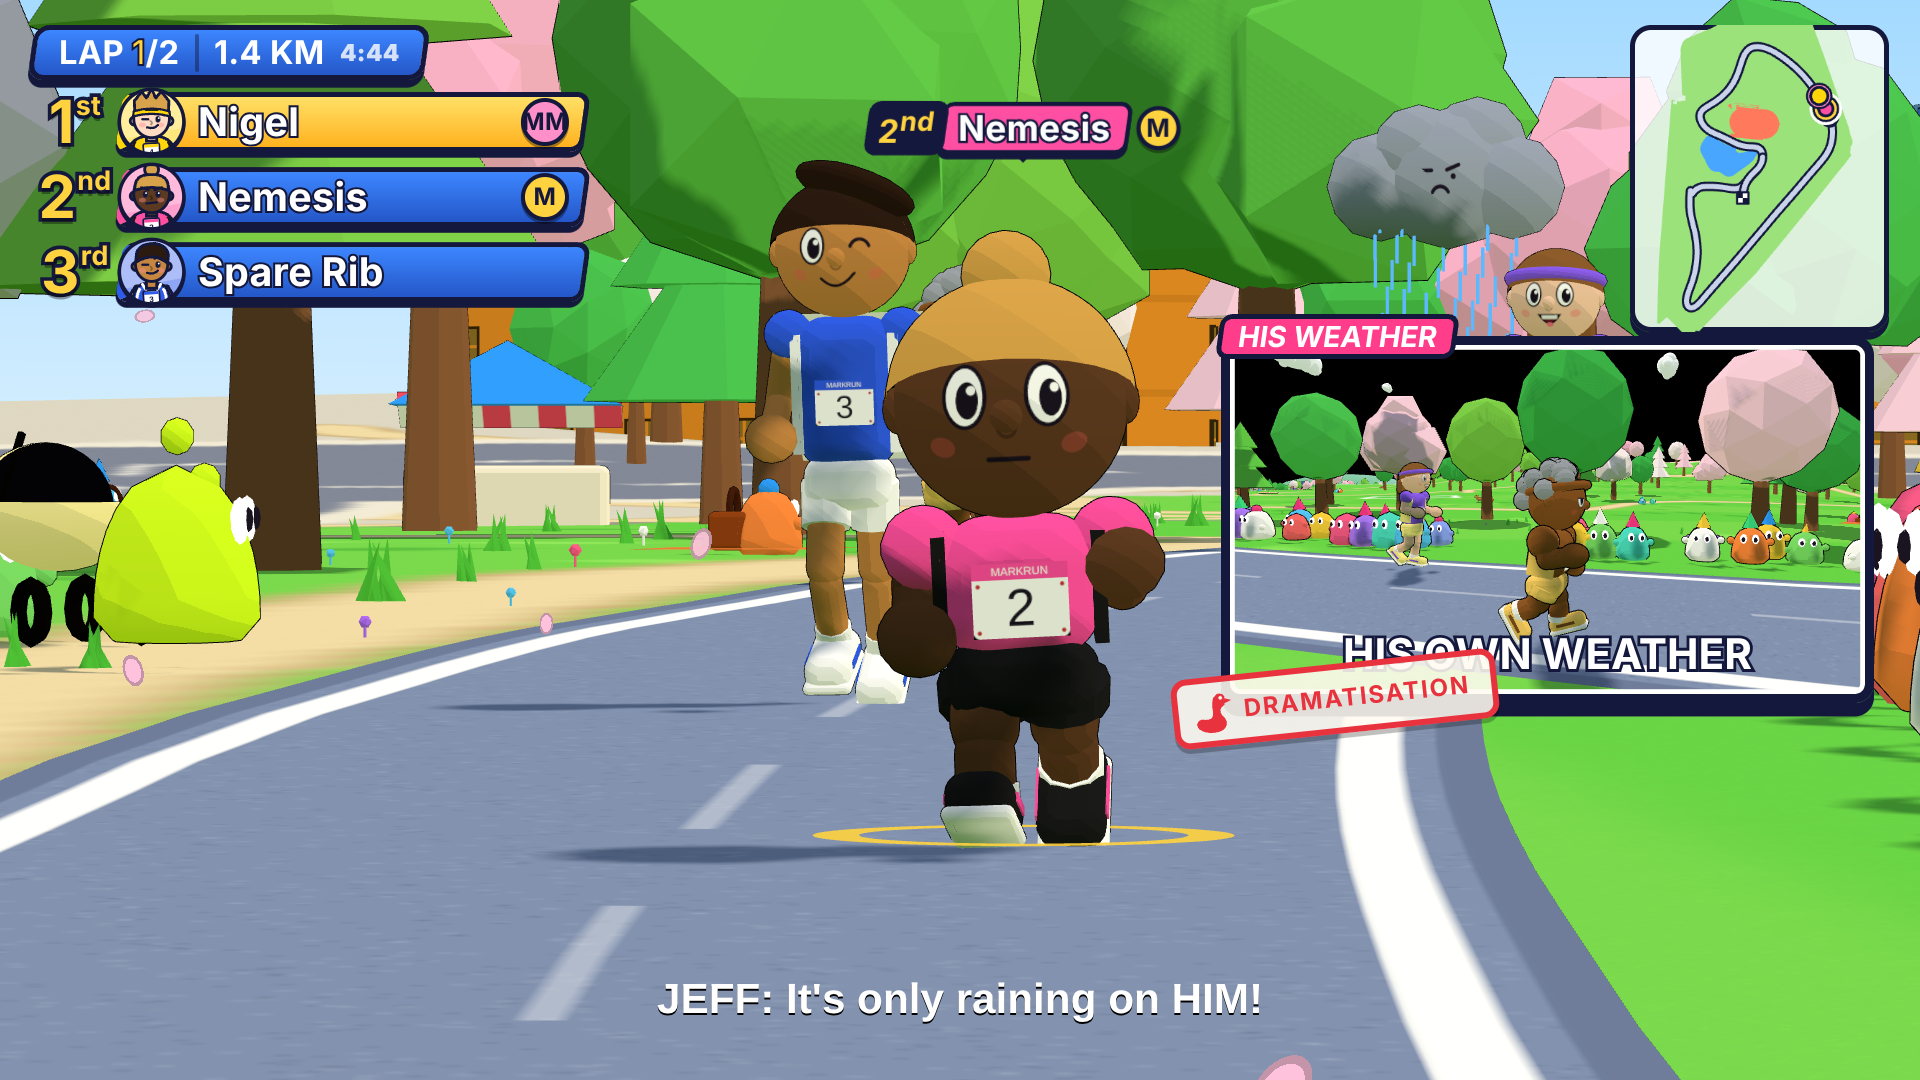 LAP 1/2 1.4 KM 4:44
1st Nigel MM
2nd Nemesis M
3rd Spare Rib
2nd Nemesis M
MARKRUN
3
MARKRUN
2
HIS WEATHER
HIS OWN WEATHER
DRAMATISATION
JEFF: It's only raining on HIM!